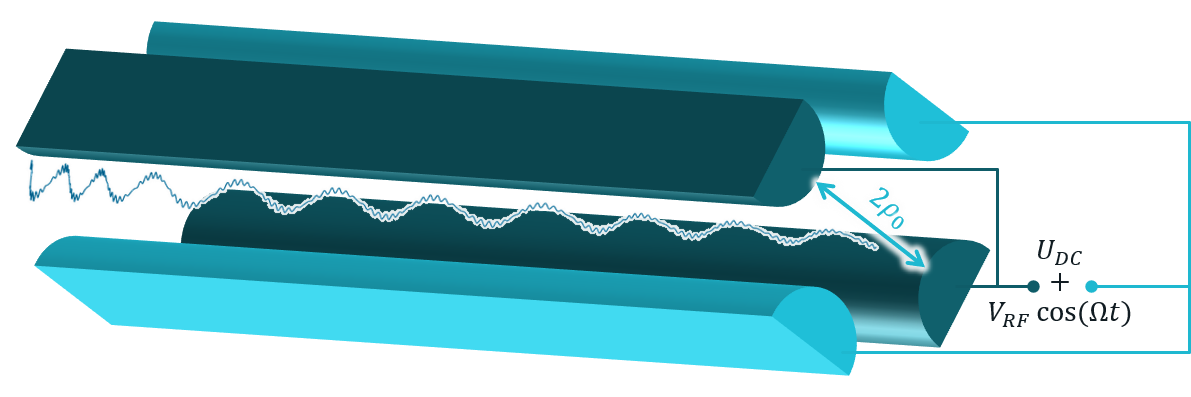 2ρ₀
U_DC
+
V_RF cos(Ωt)